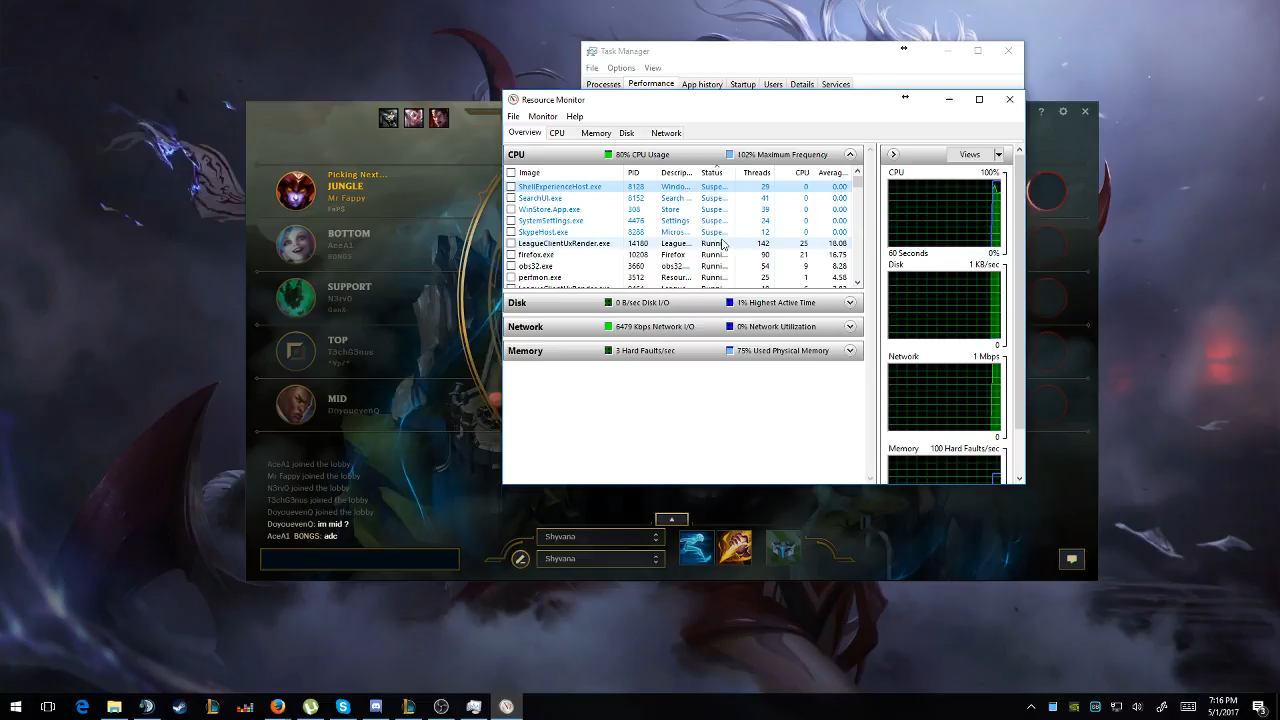 Task Manager
File Options View
Processes Performance App history Startup Users Details Services
Resource Monitor
File Monitor Help
Overview CPU Memory Disk Network
CPU 80% CPU Usage 102% Maximum Frequency
Image PID Descrip... Status Threads CPU Averag...
ShellExperienceHost.exe 8128 Windo... Suspe... 29 0 0.00
SearchUI.exe 8152 Search ... Suspe... 41 0 0.00
WinStore.App.exe 308 Store Suspe... 39 0 0.00
SystemSettings.exe 4476 Settings Suspe... 24 0 0.00
SkypeHost.exe 8288 Micros... Suspe... 12 0 0.00
LeagueClientUxRender.exe 14180 League... Runni... 142 25 18.08
firefox.exe 10208 Firefox Runni... 90 21 16.75
obs32.exe 3660 obs32.... Runni... 54 9 8.28
perfmon.exe 3512 Resour... Runni... 25 1 4.58
Disk 0 B/sec Disk I/O 1% Highest Active Time
Network 6479 Kbps Network I/O 0% Network Utilization
Memory 3 Hard Faults/sec 75% Used Physical Memory
Views
CPU 100%
60 Seconds 0%
Disk 1 KB/sec
0
Network 1 Mbps
0
Memory 100 Hard Faults/sec
Picking Next...
JUNGLE
Mr Fappy
BOTTOM
AceA1
SUPPORT
N3rv0
GanX
TOP
T3chG3nus
MID
DoyouevenQ
AceA1 joined the lobby
Mr Fappy joined the lobby
N3rv0 joined the lobby
T3chG3nus joined the lobby
DoyouevenQ joined the lobby
DoyouevenQ: im mid ?
AceA1 BONGS: adc
Shyvana
Shyvana
7:16 PM
5/1/2017